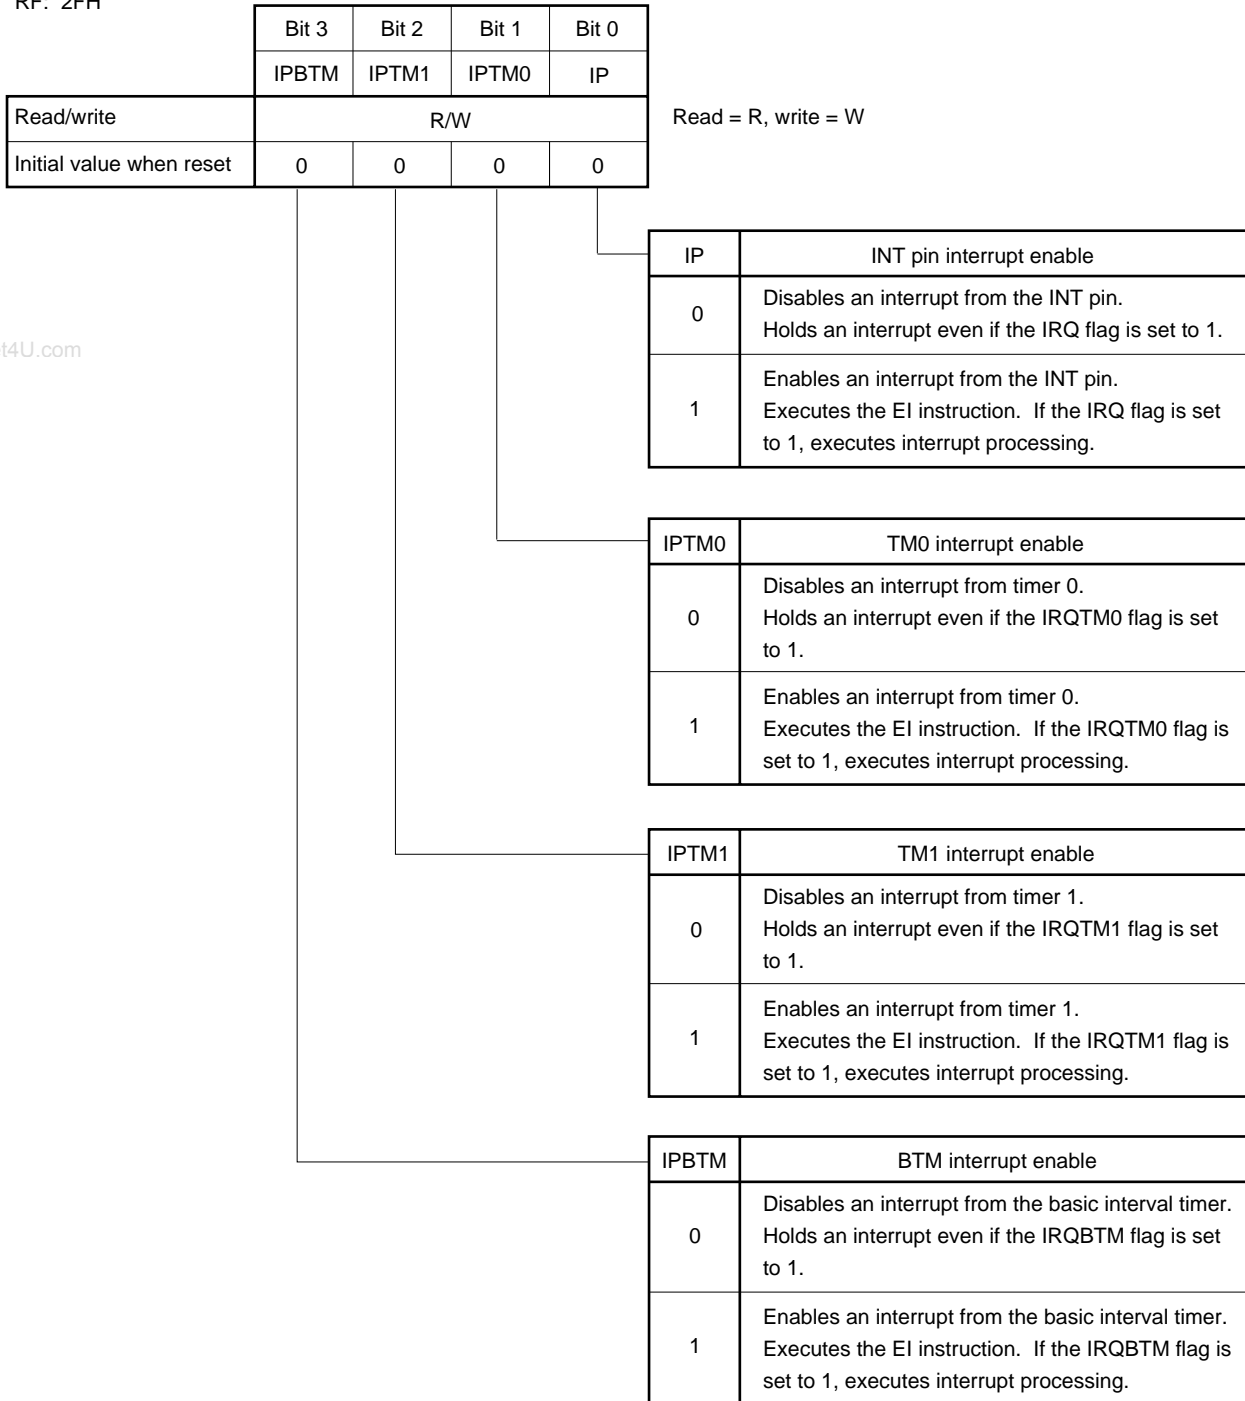 RF: 2FH
Bit 3 Bit 2 Bit 1 Bit 0
IPBTM IPTM1 IPTM0 IP
Read/write R/W Read = R, write = W
Initial value when reset 0 0 0 0
IP INT pin interrupt enable
0 Disables an interrupt from the INT pin.
Holds an interrupt even if the IRQ flag is set to 1.
t4U.com
1 Enables an interrupt from the INT pin.
Executes the EI instruction. If the IRQ flag is set
to 1, executes interrupt processing.
IPTM0 TM0 interrupt enable
0 Disables an interrupt from timer 0.
Holds an interrupt even if the IRQTM0 flag is set
to 1.
1 Enables an interrupt from timer 0.
Executes the EI instruction. If the IRQTM0 flag is
set to 1, executes interrupt processing.
IPTM1 TM1 interrupt enable
0 Disables an interrupt from timer 1.
Holds an interrupt even if the IRQTM1 flag is set
to 1.
1 Enables an interrupt from timer 1.
Executes the EI instruction. If the IRQTM1 flag is
set to 1, executes interrupt processing.
IPBTM BTM interrupt enable
0 Disables an interrupt from the basic interval timer.
Holds an interrupt even if the IRQBTM flag is set
to 1.
1 Enables an interrupt from the basic interval timer.
Executes the EI instruction. If the IRQBTM flag is
set to 1, executes interrupt processing.